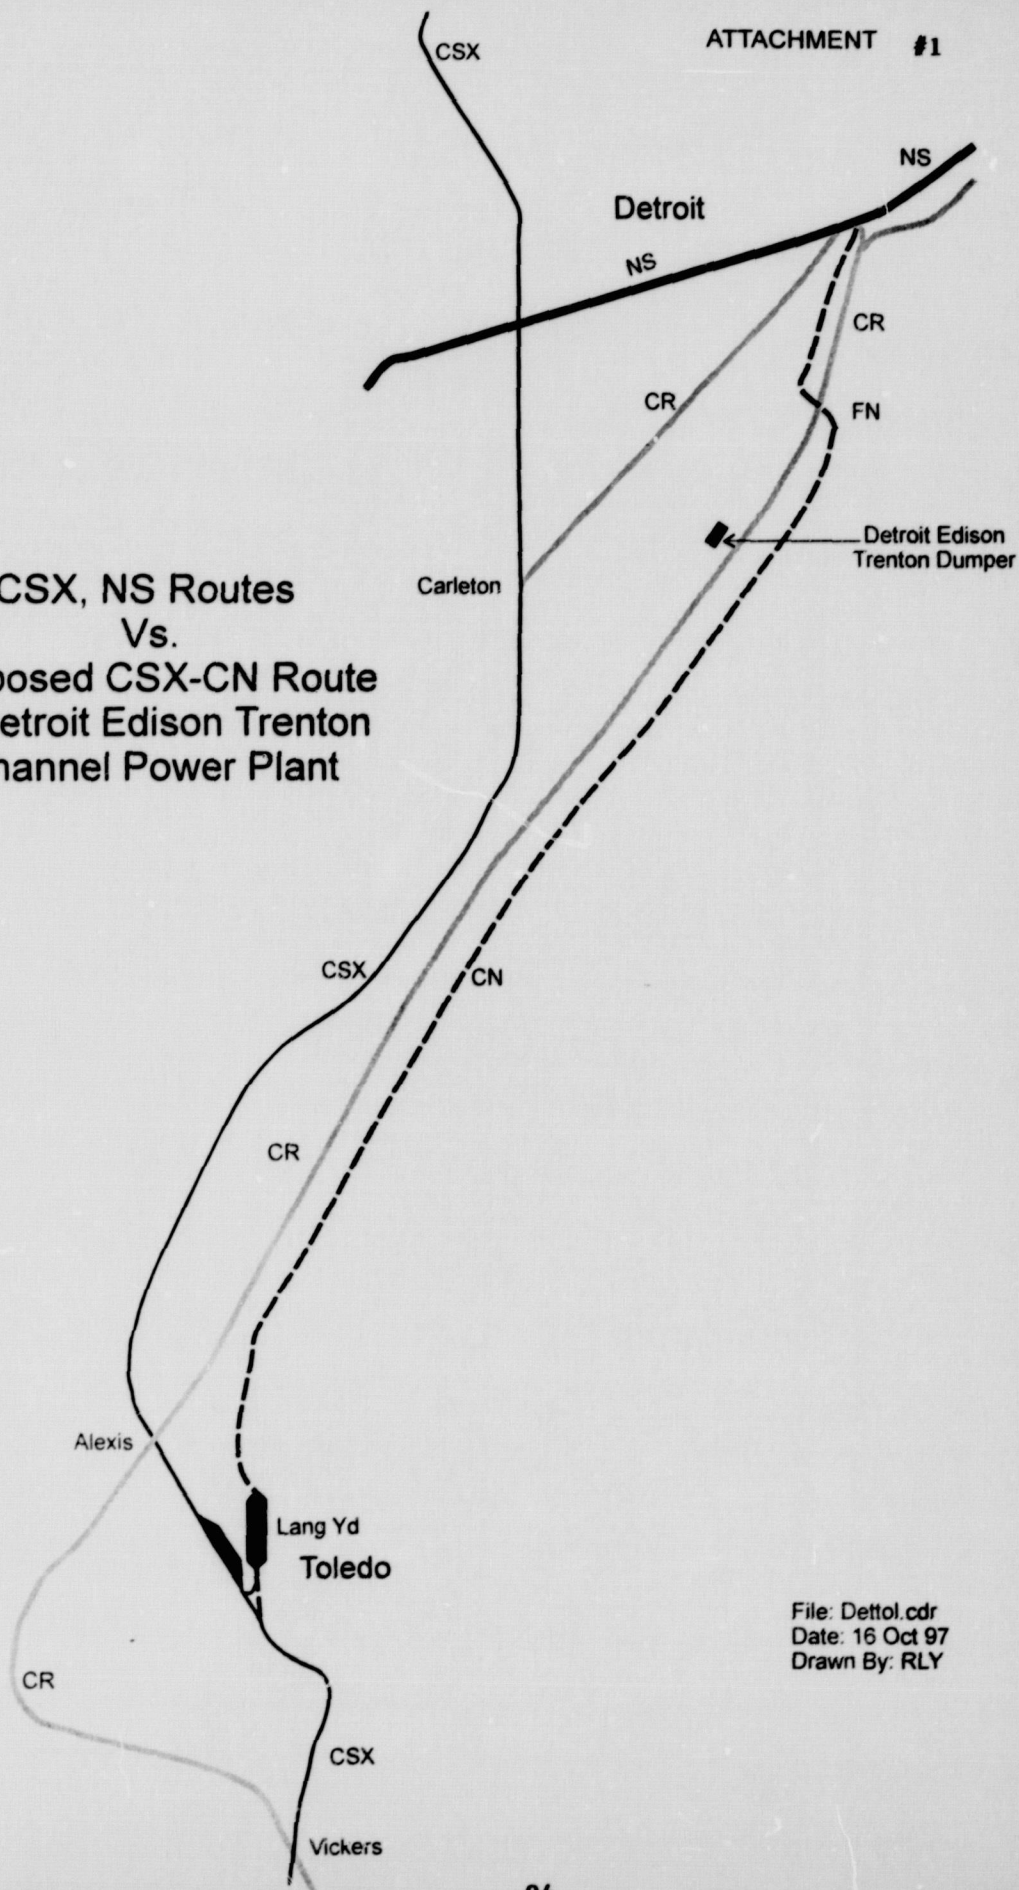 ATTACHMENT #1
CSX
NS
Detroit
NS
CR
CR
FN
Detroit Edison
Trenton Dumper
Carleton
CSX, NS Routes
Vs.
posed CSX-CN Route
etroit Edison Trenton
hannel Power Plant
CSX
CN
CR
Alexis
Lang Yd
Toledo
File: Dettol.cdr
Date: 16 Oct 97
Drawn By: RLY
CR
CSX
Vickers